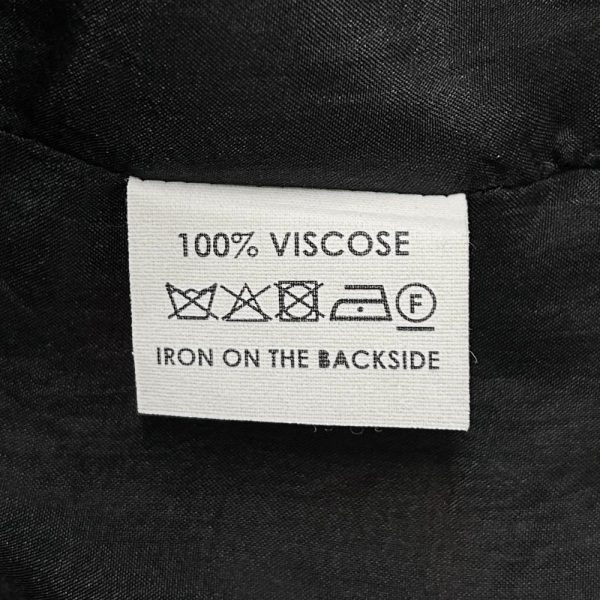 100% VISCOSE
F
IRON ON THE BACKSIDE